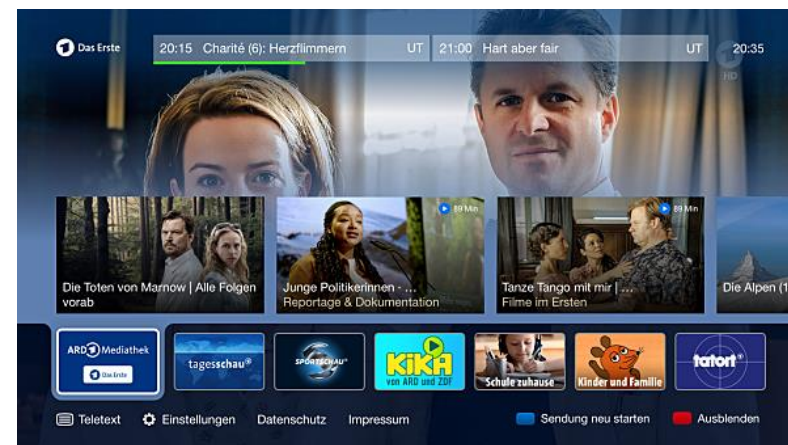 Das Erste 20:15 Charité (6): Herzflimmern UT 21:00 Hart aber fair UT 20:35
HD
89 Min 89 Min
Die Toten von Marnow | Alle Folgen vorab
Junge Politikerinnen - ...
Reportage & Dokumentation
Tanze Tango mit mir | ...
Filme im Ersten
Die Alpen (1
ARD 1 Mediathek
Das Erste
tagesschau
SPORTSCHAU
KiKA
von ARD und ZDF
Schule zuhause
Kinder und Familie
tatort
Teletext Einstellungen Datenschutz Impressum Sendung neu starten Ausblenden